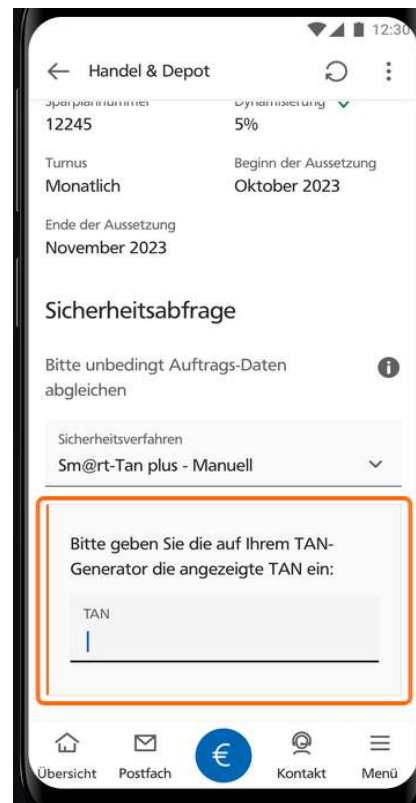 12:30
Handel & Depot
Sparplannummer Dynamisierung
12245 5%
Turnus Beginn der Aussetzung
Monatlich Oktober 2023
Ende der Aussetzung
November 2023
Sicherheitsabfrage
Bitte unbedingt Auftrags-Daten
abgleichen
Sicherheitsverfahren
Sm@rt-Tan plus - Manuell
Bitte geben Sie die auf Ihrem TAN-
Generator die angezeigte TAN ein:
TAN
€
Übersicht Postfach Kontakt Menü